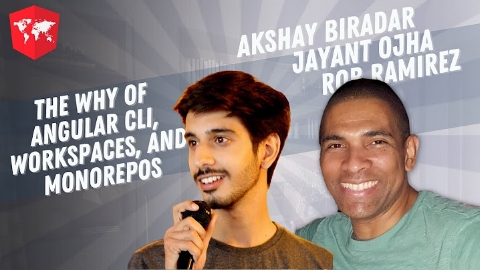 THE WHY OF
ANGULAR CLI,
WORKSPACES, AND
MONOREPOS
AKSHAY BIRADAR
JAYANT OJHA
ROB RAMIREZ